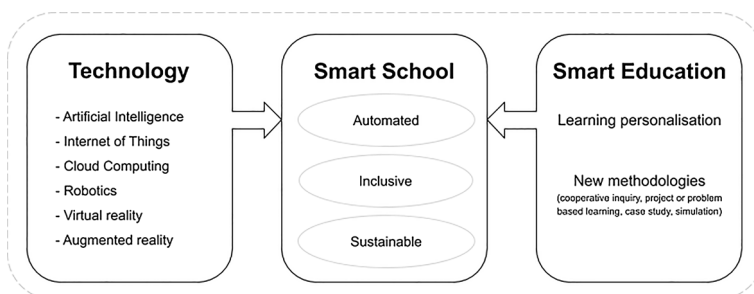 Technology
- Artificial Intelligence
- Internet of Things
- Cloud Computing
- Robotics
- Virtual reality
- Augmented reality
Smart School
Automated
Inclusive
Sustainable
Smart Education
Learning personalisation
New methodologies
(cooperative inquiry, project or problem
based learning, case study, simulation)